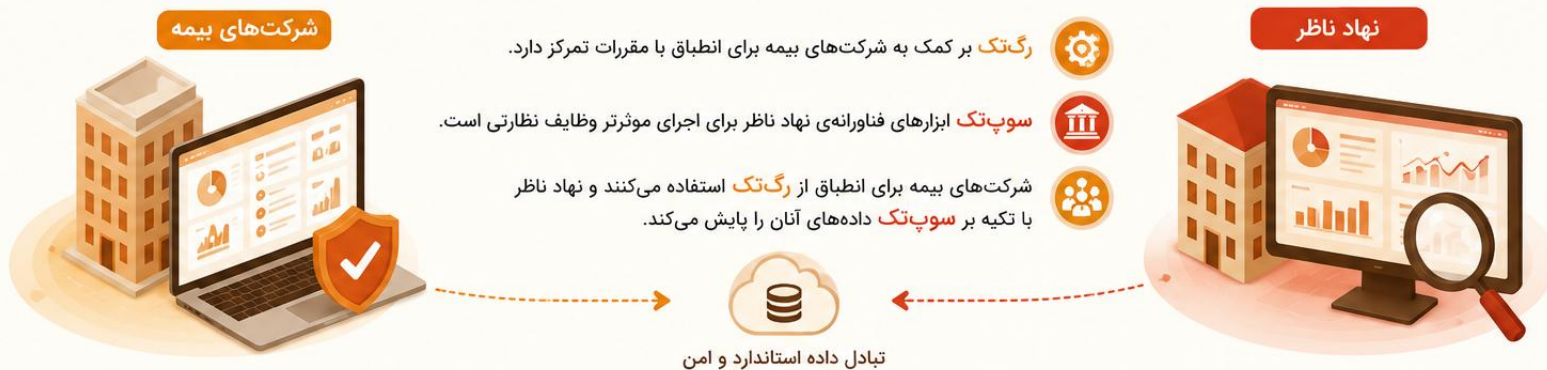 نهاد ناظر
شرکت‌های بیمه
رگ‌تک بر کمک به شرکت‌های بیمه برای انطباق با مقررات تمرکز دارد.
سوپ‌تک ابزارهای فناورانه‌ی نهاد ناظر برای اجرای موثرتر وظایف نظارتی است.
شرکت‌های بیمه برای انطباق از رگ‌تک استفاده می‌کنند و نهاد ناظر
با تکیه بر سوپ‌تک داده‌های آنان را پایش می‌کند.
تبادل داده استاندارد و امن